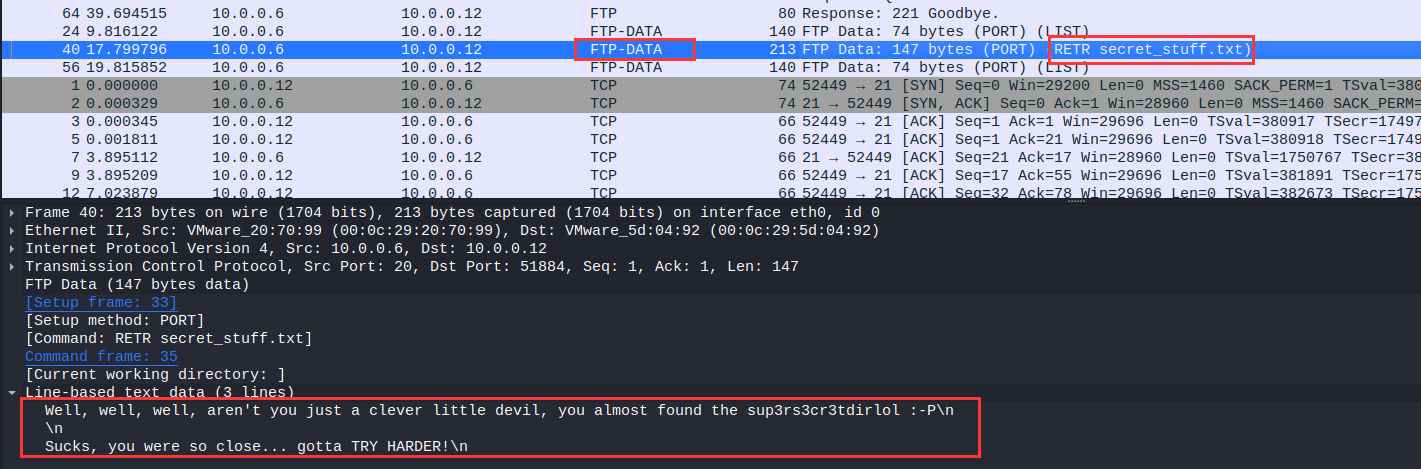 64 39.694515 10.0.0.6 10.0.0.12 FTP 80 Response: 221 Goodbye.
24 9.816122 10.0.0.6 10.0.0.12 FTP-DATA 140 FTP Data: 74 bytes (PORT) (LIST)
40 17.799796 10.0.0.6 10.0.0.12 FTP-DATA 213 FTP Data: 147 bytes (PORT) (RETR secret_stuff.txt)
56 19.815852 10.0.0.6 10.0.0.12 FTP-DATA 140 FTP Data: 74 bytes (PORT) (LIST)
1 0.000000 10.0.0.12 10.0.0.6 TCP 74 52449 → 21 [SYN] Seq=0 Win=29200 Len=0 MSS=1460 SACK_PERM=1 TSval=380
2 0.000329 10.0.0.6 10.0.0.12 TCP 74 21 → 52449 [SYN, ACK] Seq=0 Ack=1 Win=28960 Len=0 MSS=1460 SACK_PERM=
3 0.000345 10.0.0.12 10.0.0.6 TCP 66 52449 → 21 [ACK] Seq=1 Ack=1 Win=29696 Len=0 TSval=380917 TSecr=17497
5 0.001811 10.0.0.12 10.0.0.6 TCP 66 52449 → 21 [ACK] Seq=1 Ack=21 Win=29696 Len=0 TSval=380918 TSecr=1749
7 3.895112 10.0.0.6 10.0.0.12 TCP 66 21 → 52449 [ACK] Seq=21 Ack=17 Win=28960 Len=0 TSval=1750767 TSecr=38
9 3.895209 10.0.0.12 10.0.0.6 TCP 66 52449 → 21 [ACK] Seq=17 Ack=55 Win=29696 Len=0 TSval=381891 TSecr=175
12 7.023879 10.0.0.12 10.0.0.6 TCP 66 52449 → 21 [ACK] Seq=32 Ack=78 Win=29696 Len=0 TSval=382673 TSecr=175
Frame 40: 213 bytes on wire (1704 bits), 213 bytes captured (1704 bits) on interface eth0, id 0
Ethernet II, Src: VMware_20:70:99 (00:0c:29:20:70:99), Dst: VMware_5d:04:92 (00:0c:29:5d:04:92)
Internet Protocol Version 4, Src: 10.0.0.6, Dst: 10.0.0.12
Transmission Control Protocol, Src Port: 20, Dst Port: 51884, Seq: 1, Ack: 1, Len: 147
FTP Data (147 bytes data)
[Setup frame: 33]
[Setup method: PORT]
[Command: RETR secret_stuff.txt]
Command frame: 35
[Current working directory: ]
Line-based text data (3 lines)
Well, well, well, aren't you just a clever little devil, you almost found the sup3rs3cr3tdirlol :-P\n
\n
Sucks, you were so close... gotta TRY HARDER!\n